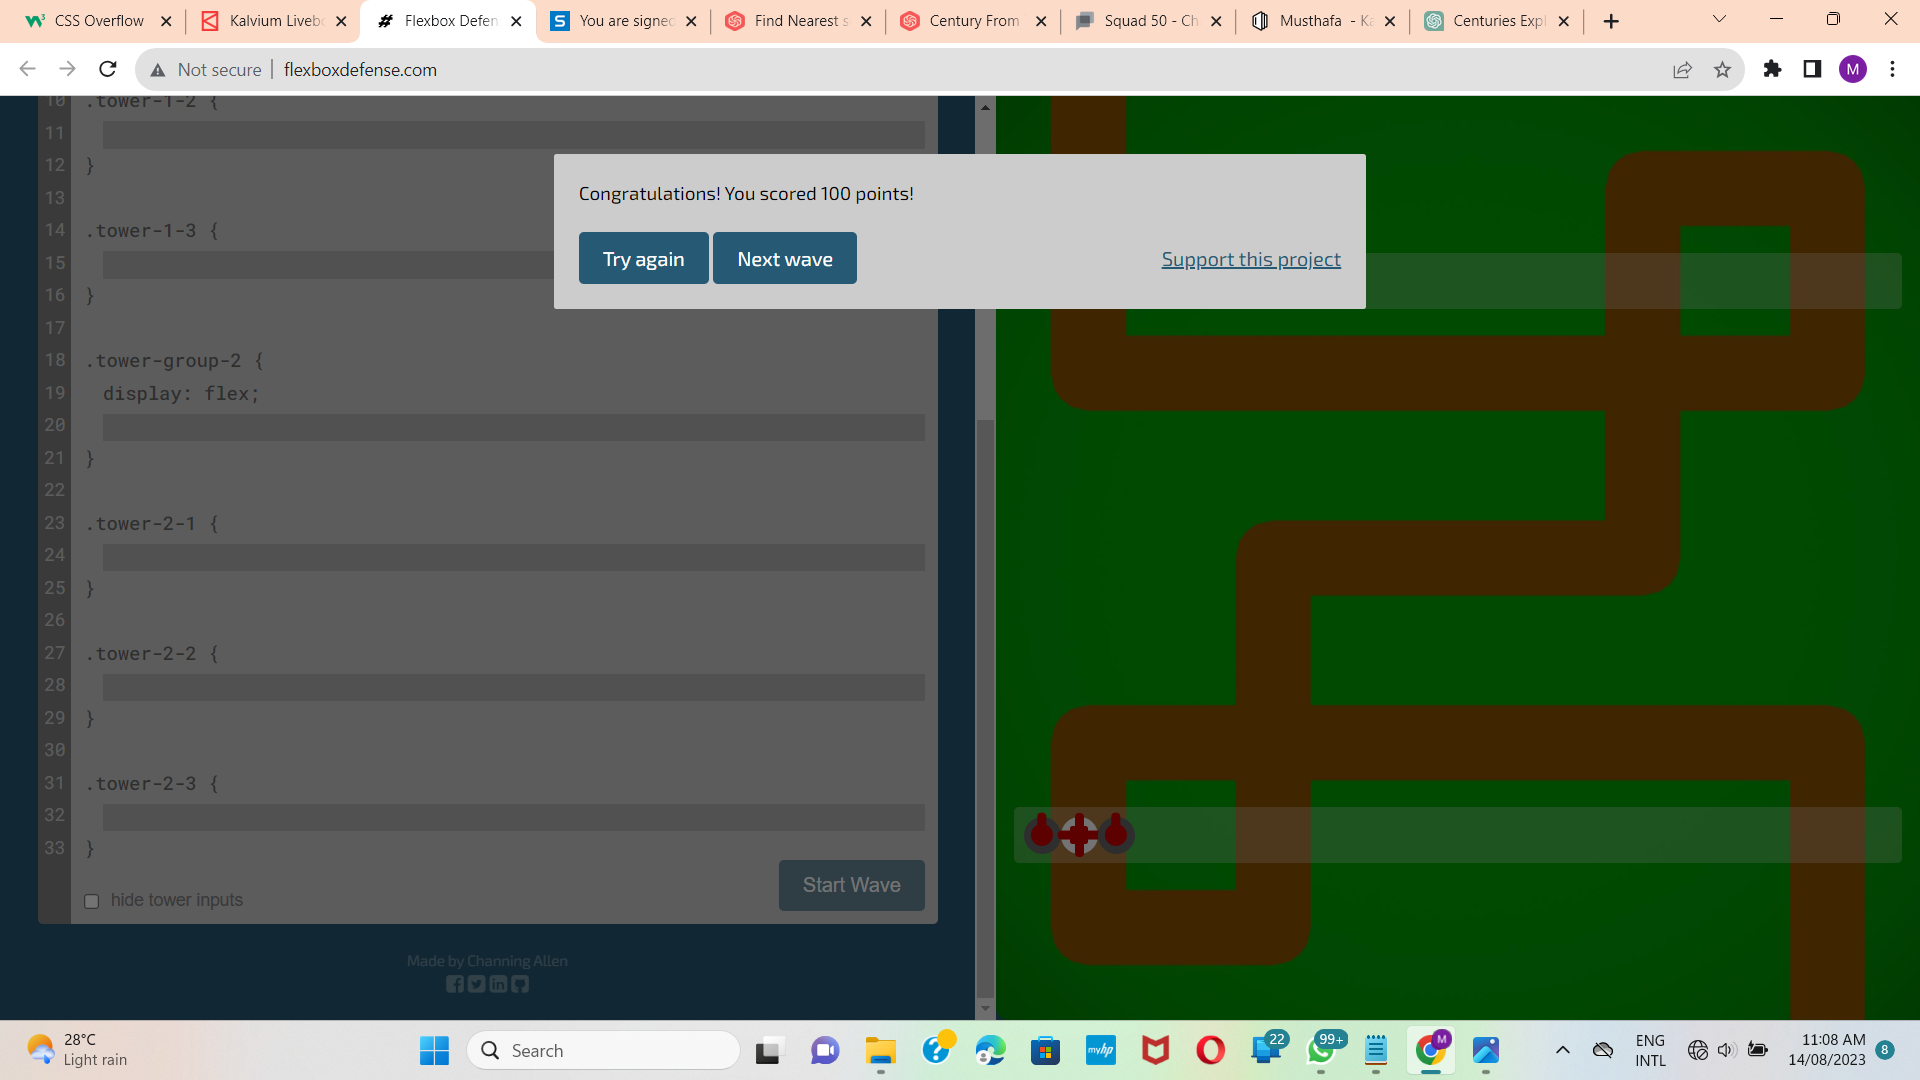 CSS Overflow
Kalvium Livebo
Flexbox Defen
You are signed
Find Nearest s
Century From
Squad 50 - Ch
Musthafa - Ka
Centuries Expl
Not secure
flexboxdefense.com
M
10 .tower-1-2 {
11
12 }
13
14 .tower-1-3 {
15
16 }
17
18 .tower-group-2 {
19 display: flex;
20
21 }
22
23 .tower-2-1 {
24
25 }
26
27 .tower-2-2 {
28
29 }
30
31 .tower-2-3 {
32
33 }
hide tower inputs
Start Wave
Made by Channing Allen
Congratulations! You scored 100 points!
Try again
Next wave
Support this project
28°C
Light rain
Search
myhp
22
99+
M
ENG
INTL
11:08 AM
14/08/2023
8